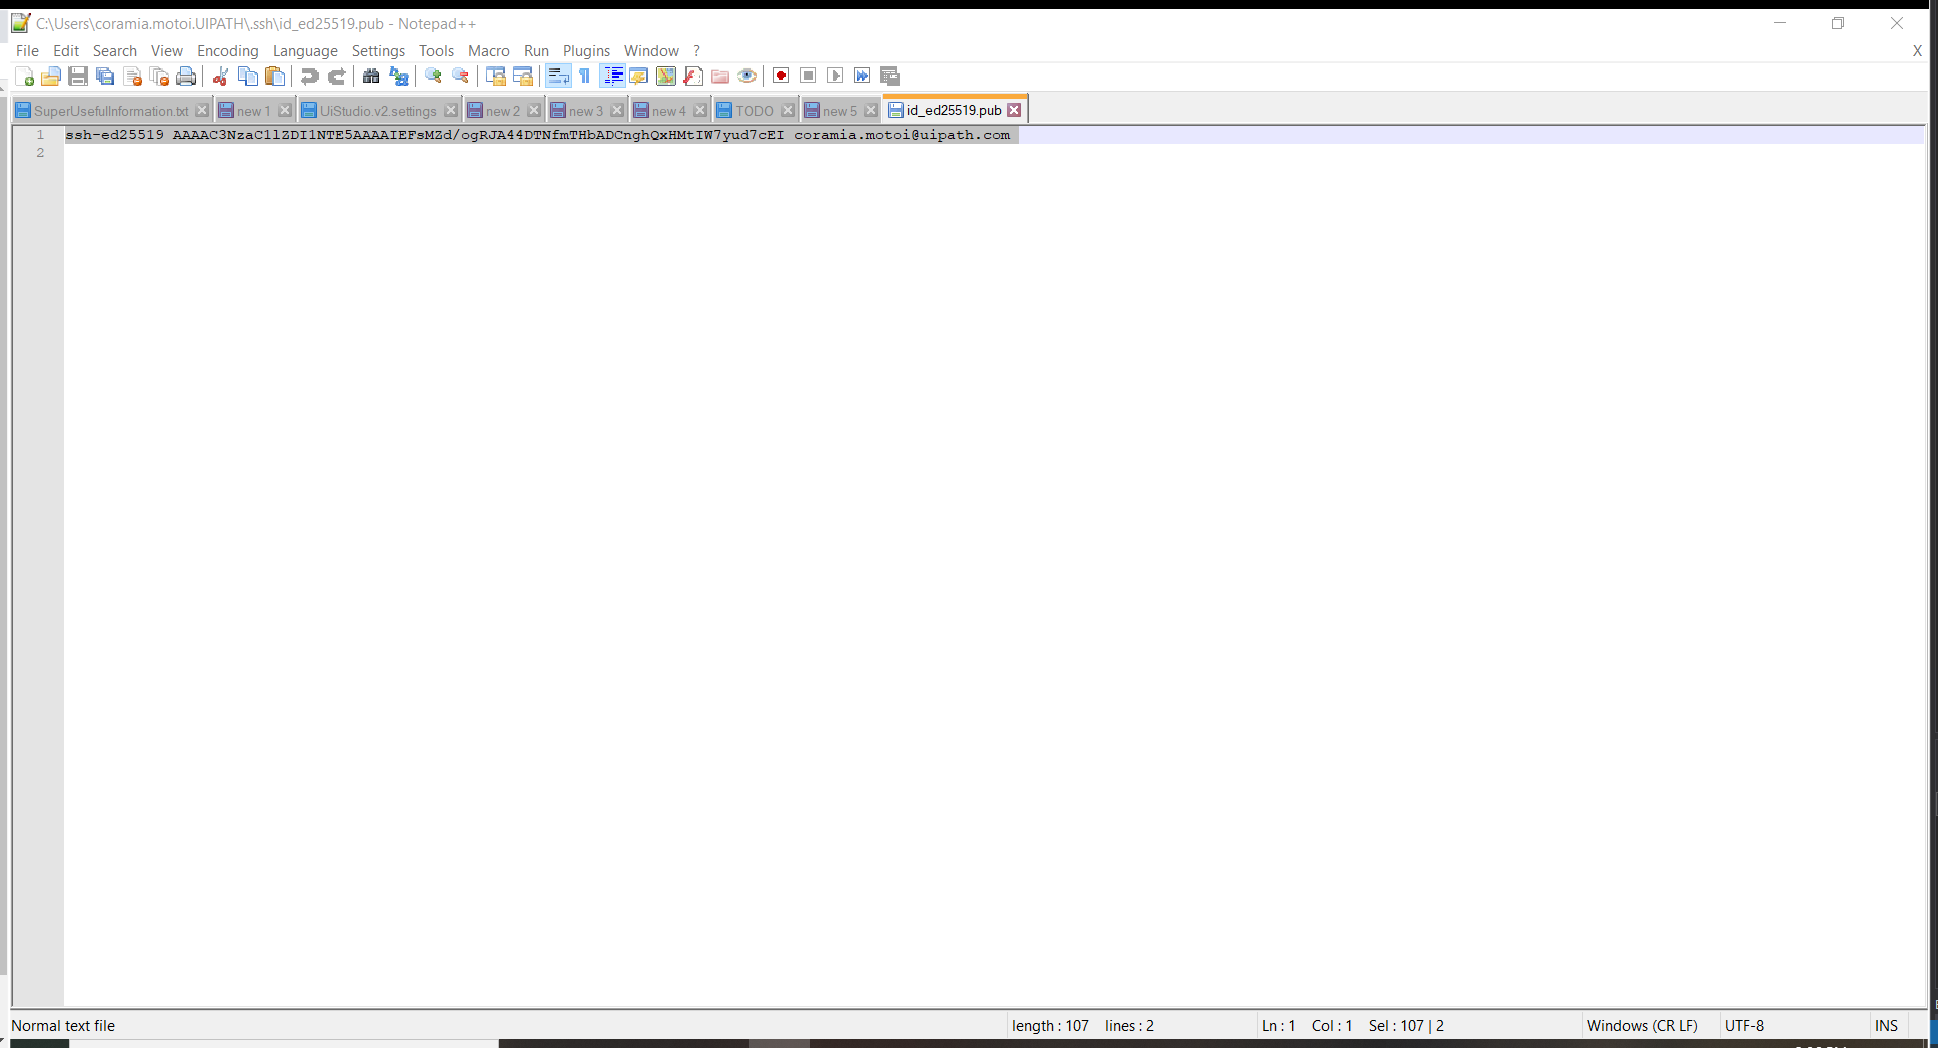 C:\Users\coramia.motoi.UIPATH\.ssh\id_ed25519.pub - Notepad++
File Edit Search View Encoding Language Settings Tools Macro Run Plugins Window ? X
SuperUsefulInformation.txt new 1 UiStudio.v2.settings new 2 new 3 new 4 TODO new 5 id_ed25519.pub
1 ssh-ed25519 AAAAC3NzaC1lZDI1NTE5AAAAIEFsMZd/ogRJA44DTNfmTHbADCnghQxHMtIW7yud7cEI coramia.motoi@uipath.com
2
Normal text file length : 107 lines : 2 Ln : 1 Col : 1 Sel : 107 | 2 Windows (CR LF) UTF-8 INS